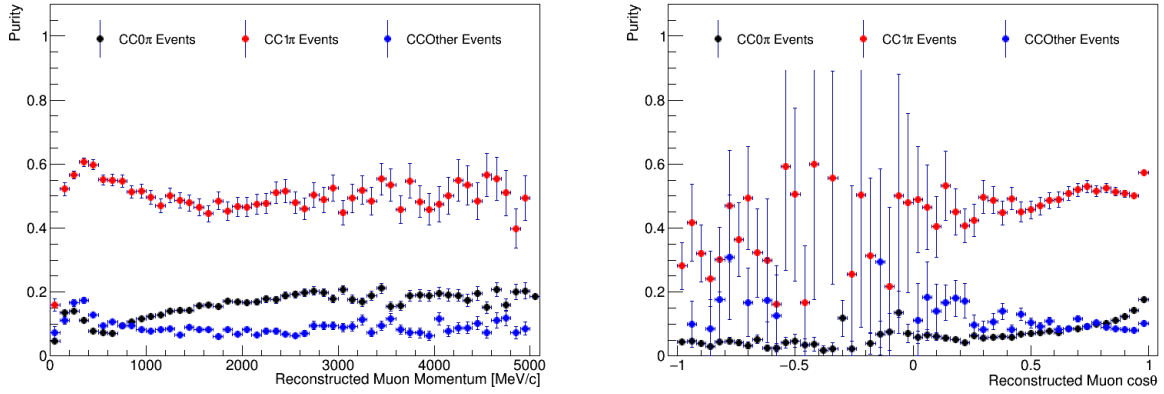 Purity
1
0.8
0.6
0.4
0.2
0
CC0π Events
CC1π Events
CCOther Events
0 1000 2000 3000 4000 5000
Reconstructed Muon Momentum [MeV/c]
Purity
1
0.8
0.6
0.4
0.2
0
CC0π Events
CC1π Events
CCOther Events
−1 −0.5 0 0.5 1
Reconstructed Muon cosθ